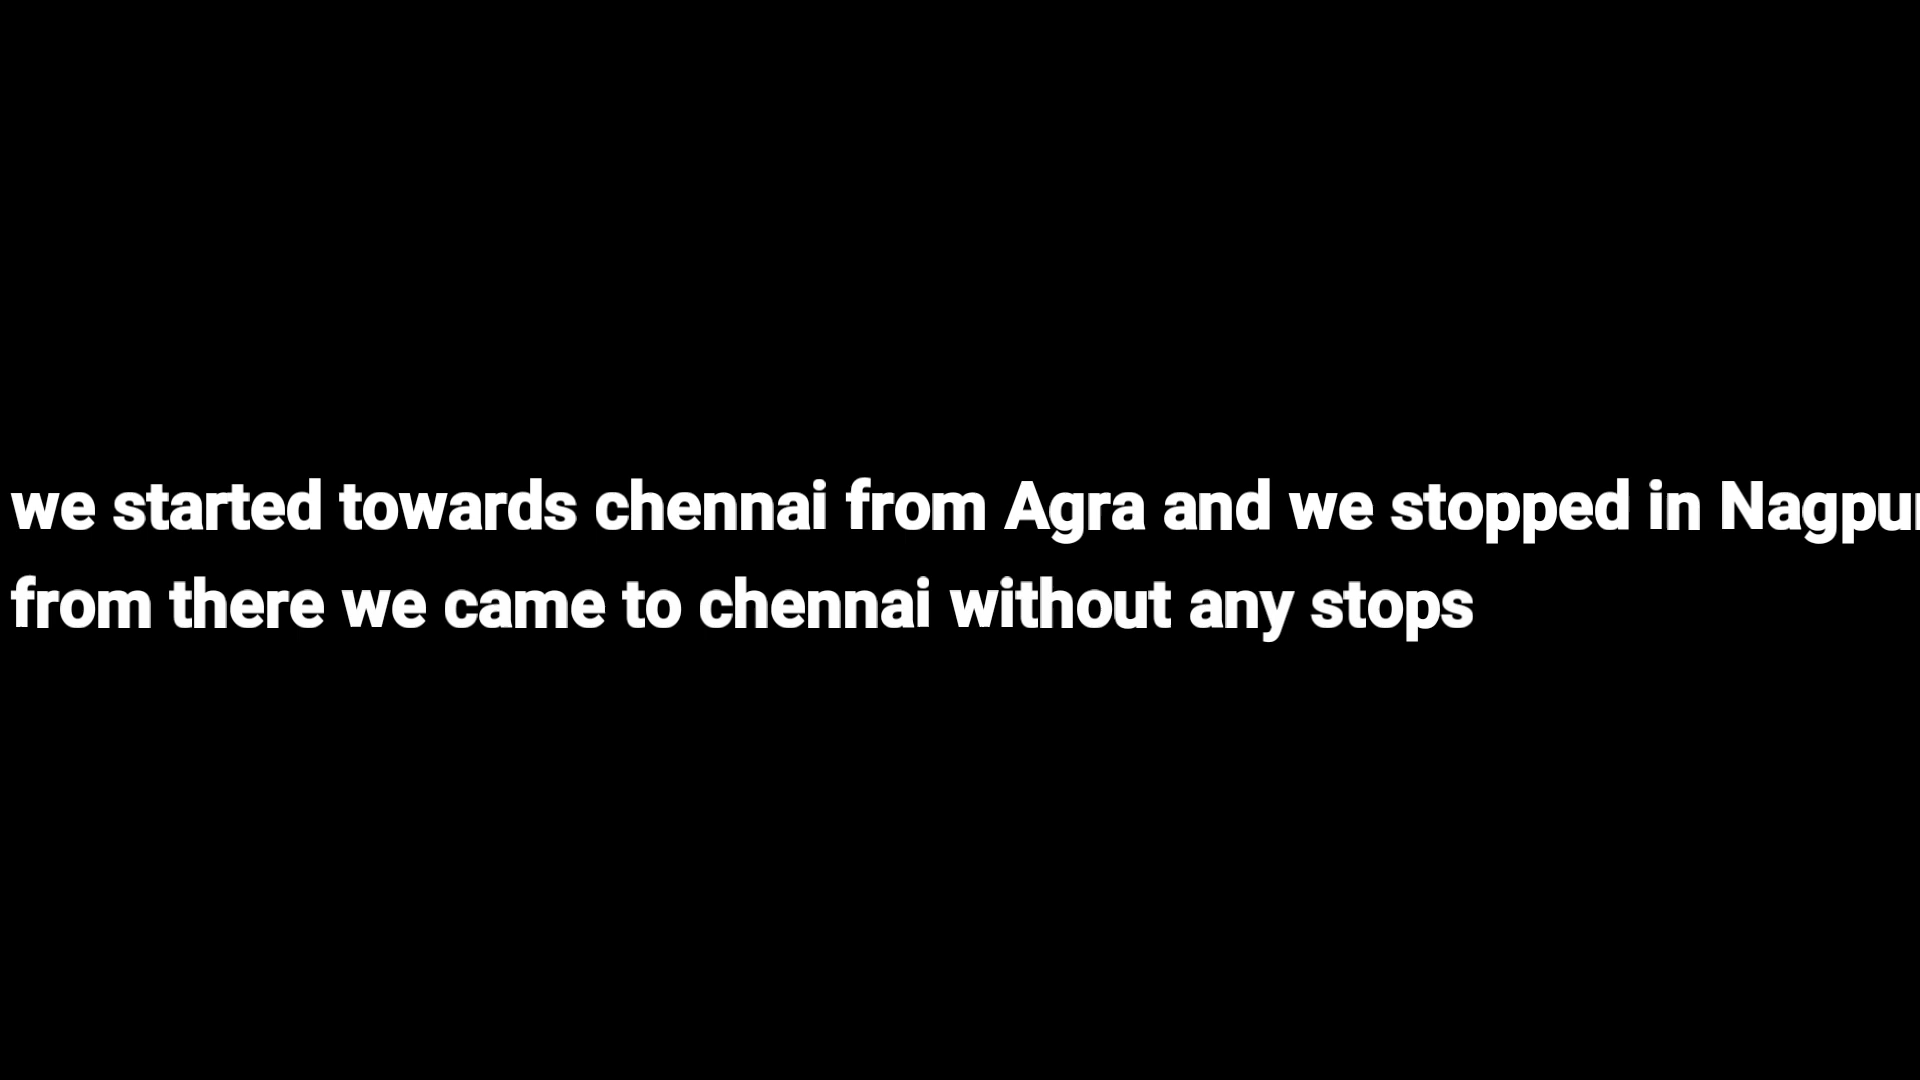 we started towards chennai from Agra and we stopped in Nagpur
from there we came to chennai without any stops